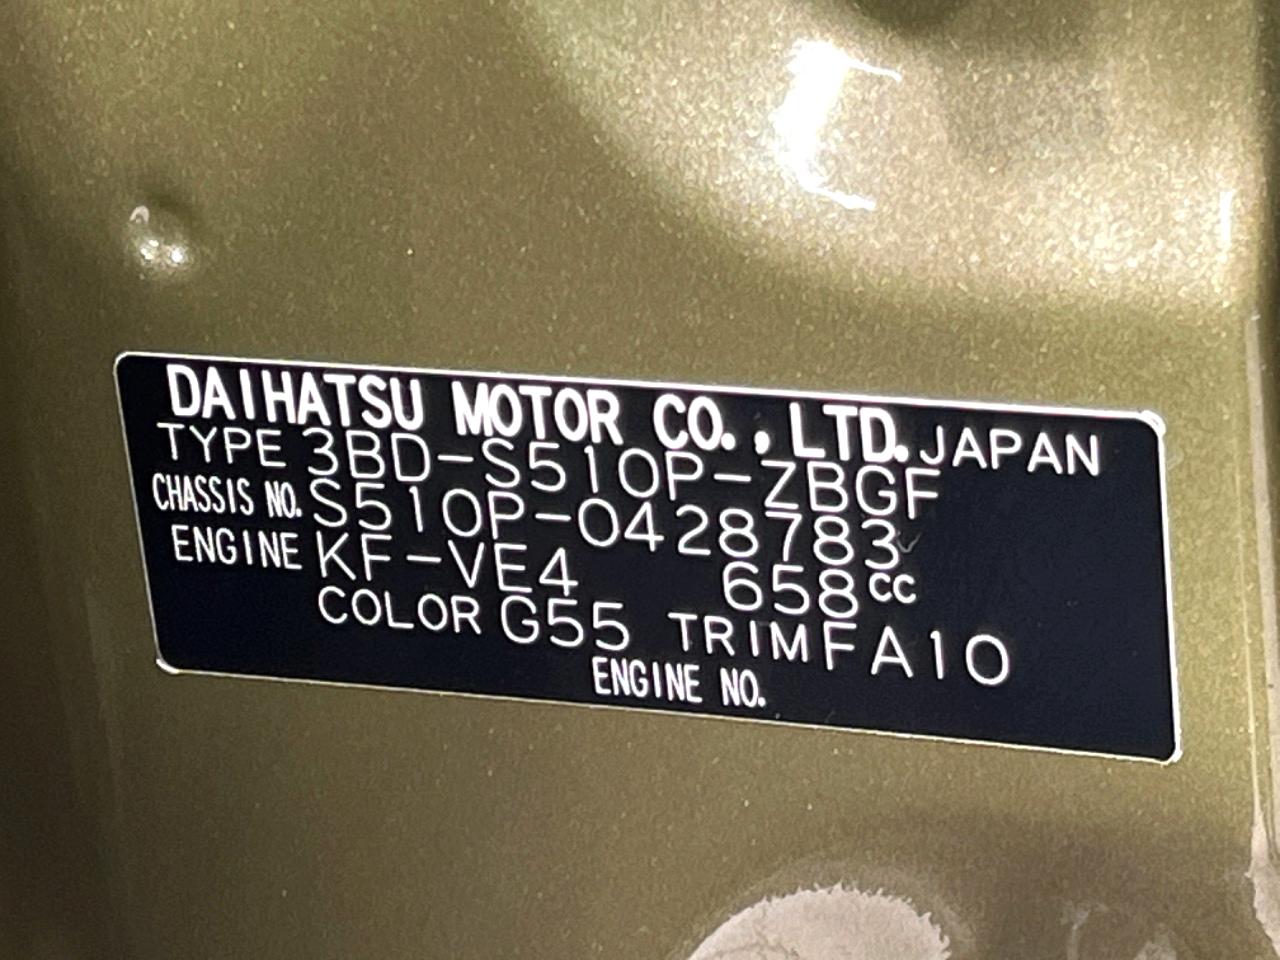 DAIHATSU MOTOR CO., LTD. JAPAN
TYPE 3BD-S510P-ZBGF
CHASSIS NO. S510P-0428783
ENGINE KF-VE4 658cc
COLOR G55 TRIM FA10
ENGINE NO.